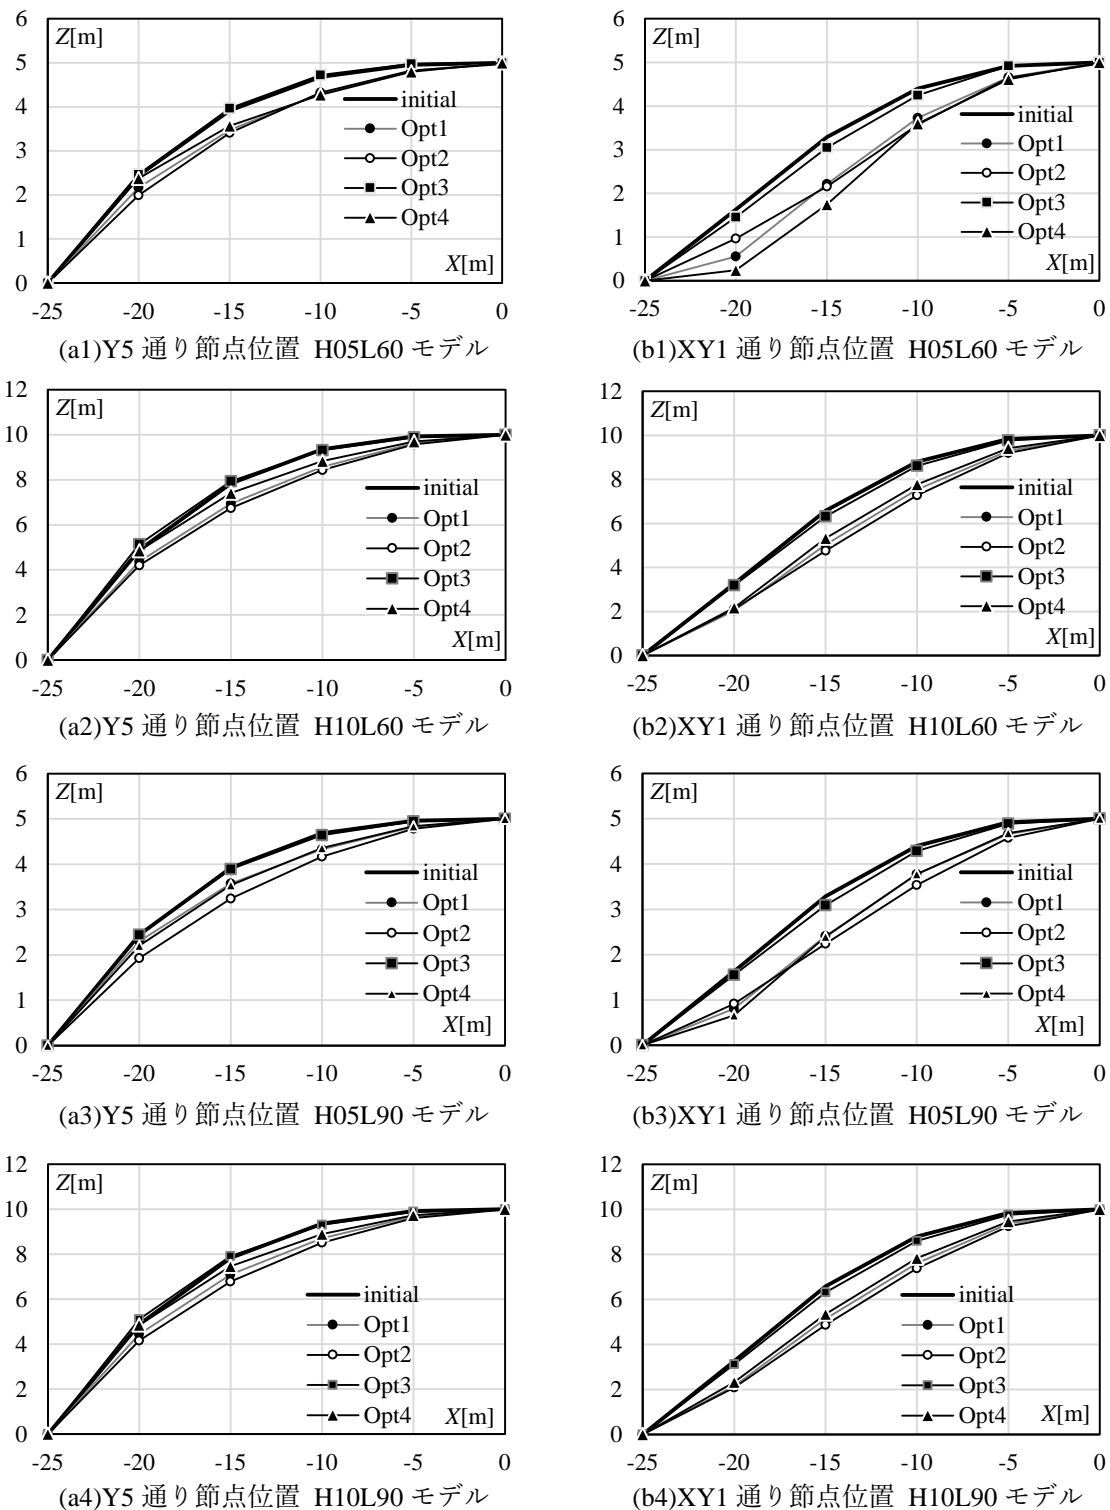 6
5
4
3
2
1
0
Z[m]
X[m]
initial
Opt1
Opt2
Opt3
Opt4
-25 -20 -15 -10 -5 0
(a1)Y5 通り節点位置 H05L60 モデル
6
5
4
3
2
1
0
Z[m]
X[m]
initial
Opt1
Opt2
Opt3
Opt4
-25 -20 -15 -10 -5 0
(b1)XY1 通り節点位置 H05L60 モデル
12
10
8
6
4
2
0
Z[m]
X[m]
initial
Opt1
Opt2
Opt3
Opt4
-25 -20 -15 -10 -5 0
(a2)Y5 通り節点位置 H10L60 モデル
12
10
8
6
4
2
0
Z[m]
X[m]
initial
Opt1
Opt2
Opt3
Opt4
-25 -20 -15 -10 -5 0
(b2)XY1 通り節点位置 H10L60 モデル
6
5
4
3
2
1
0
Z[m]
X[m]
initial
Opt1
Opt2
Opt3
Opt4
-25 -20 -15 -10 -5 0
(a3)Y5 通り節点位置 H05L90 モデル
6
5
4
3
2
1
0
Z[m]
X[m]
initial
Opt1
Opt2
Opt3
Opt4
-25 -20 -15 -10 -5 0
(b3)XY1 通り節点位置 H05L90 モデル
12
10
8
6
4
2
0
Z[m]
X[m]
initial
Opt1
Opt2
Opt3
Opt4
-25 -20 -15 -10 -5 0
(a4)Y5 通り節点位置 H10L90 モデル
12
10
8
6
4
2
0
Z[m]
X[m]
initial
Opt1
Opt2
Opt3
Opt4
-25 -20 -15 -10 -5 0
(b4)XY1 通り節点位置 H10L90 モデル